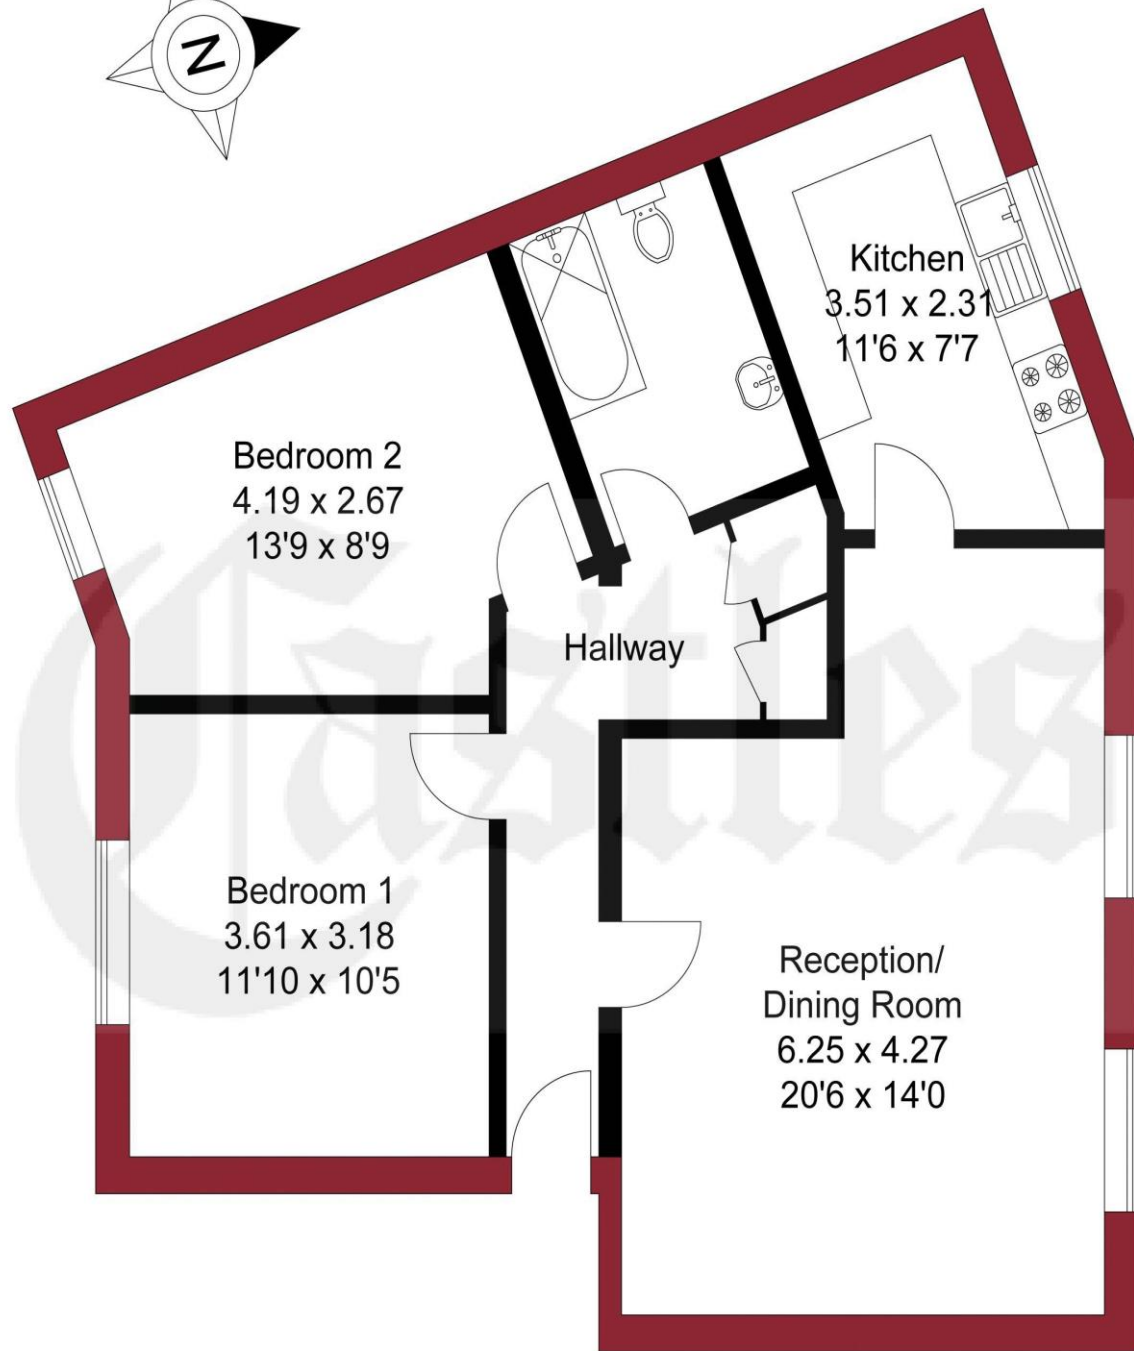 N
Kitchen
3.51 x 2.31
11'6 x 7'7
Bedroom 2
4.19 x 2.67
13'9 x 8'9
Hallway
Castles
Bedroom 1
3.61 x 3.18
11'10 x 10'5
Reception/
Dining Room
6.25 x 4.27
20'6 x 14'0